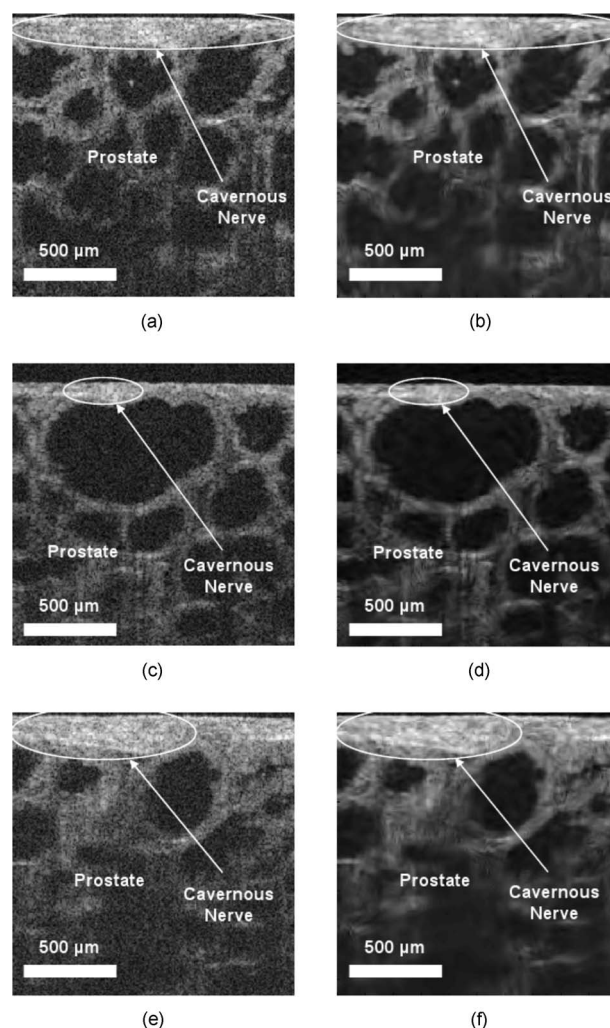 Prostate
Cavernous
Nerve
500 µm
(a)
Prostate
Cavernous
Nerve
500 µm
(b)
Prostate
Cavernous
Nerve
500 µm
(c)
Prostate
Cavernous
Nerve
500 µm
(d)
Prostate
Cavernous
Nerve
500 µm
(e)
Prostate
Cavernous
Nerve
500 µm
(f)